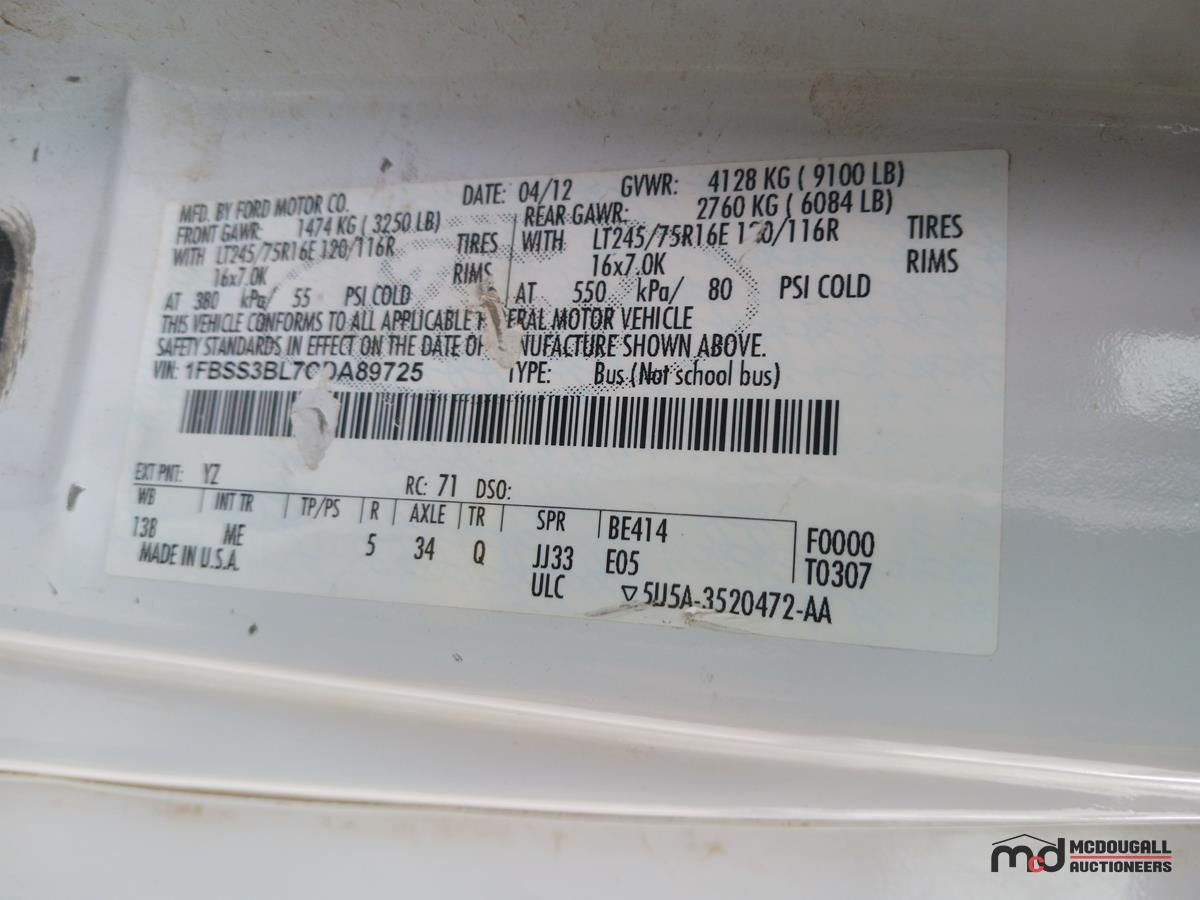 MFD. BY FORD MOTOR CO. DATE: 04/12 GVWR: 4128 KG ( 9100 LB)
FRONT GAWR: 1474 KG ( 3250 LB) REAR GAWR: 2760 KG ( 6084 LB)
WITH LT245/75R16E 120/116R TIRES WITH LT245/75R16E 120/116R TIRES
16x7.0K RIMS 16x7.0K RIMS
AT 380 kPa/ 55 PSI COLD AT 550 kPa/ 80 PSI COLD
THIS VEHICLE CONFORMS TO ALL APPLICABLE MOTOR VEHICLE
SAFETY STANDARDS IN EFFECT ON THE DATE SHOWN ABOVE.
VIN: TYPE: Bus (Not school bus)
EXT PNT: YZ RC: 71 DSO:
WB INT TR TP/PS R AXLE TR SPR BE414 F0000
138 ME 5 34 Q JJ33 E05 T0307
MADE IN U.S.A. ULC ▽5U5A-3520472-AA
mcd MCDOUGALL
AUCTIONEERS